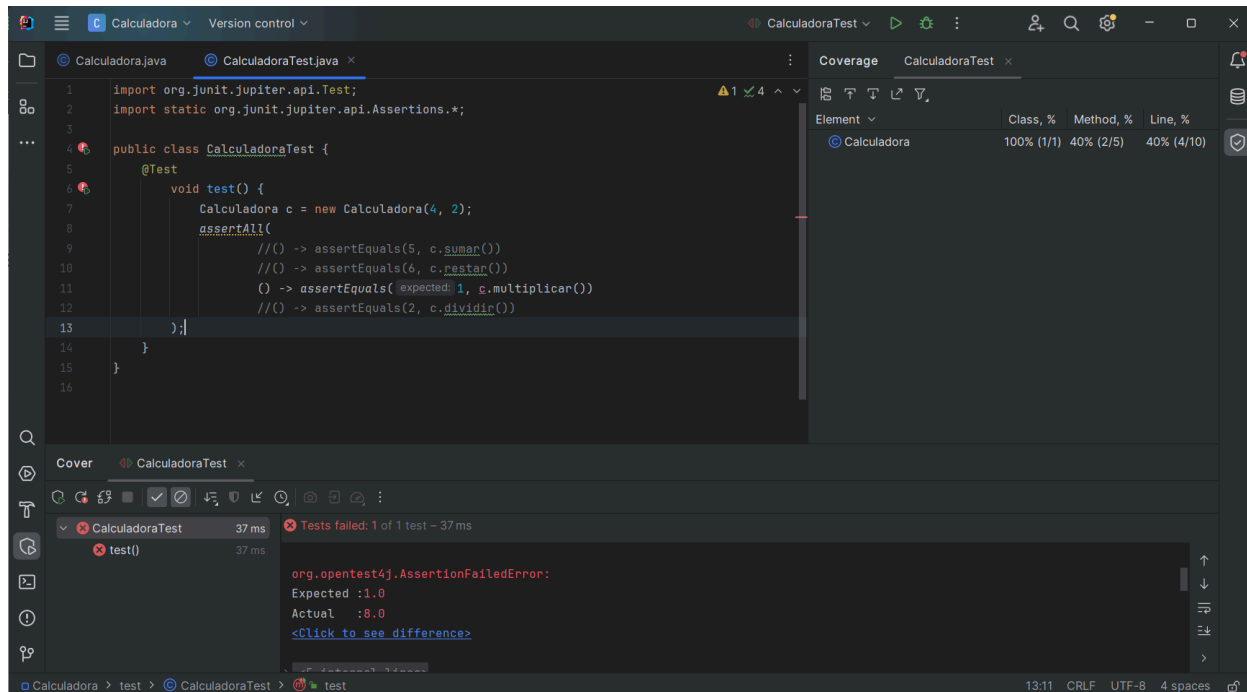 C Calculadora Version control CalculadoraTest
Calculadora.java CalculadoraTest.java
1 import org.junit.jupiter.api.Test;
2 import static org.junit.jupiter.api.Assertions.*;
3
4 public class CalculadoraTest {
5 @Test
6 void test() {
7 Calculadora c = new Calculadora(4, 2);
8 assertAll(
9 //() -> assertEquals(5, c.sumar())
10 //() -> assertEquals(6, c.restar())
11 () -> assertEquals( expected: 1, c.multiplicar())
12 //() -> assertEquals(2, c.dividir())
13 );
14 }
15 }
16
1 4
Coverage CalculadoraTest
Element Class, % Method, % Line, %
Calculadora 100% (1/1) 40% (2/5) 40% (4/10)
Cover CalculadoraTest
CalculadoraTest 37 ms
test() 37 ms
Tests failed: 1 of 1 test – 37 ms
org.opentest4j.AssertionFailedError:
Expected :1.0
Actual :8.0
<Click to see difference>
Calculadora > test > CalculadoraTest > test
13:11 CRLF UTF-8 4 spaces